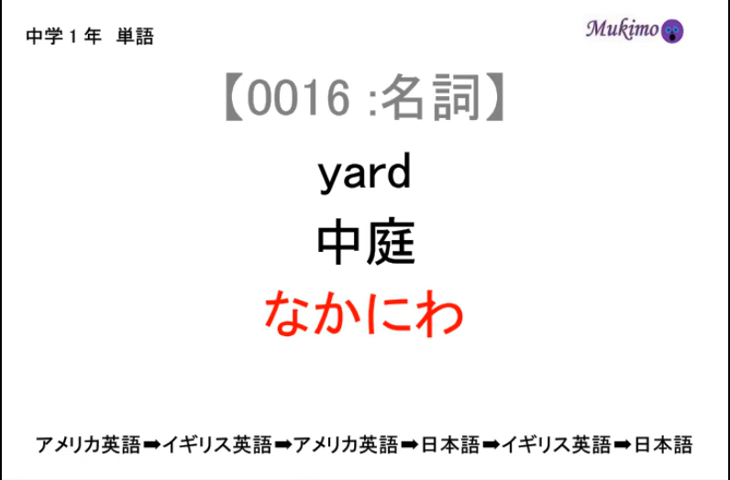 中学1年 単語
Mukimo
【0016 :名詞】
yard
中庭
なかにわ
アメリカ英語➡イギリス英語➡アメリカ英語➡日本語➡イギリス英語➡日本語